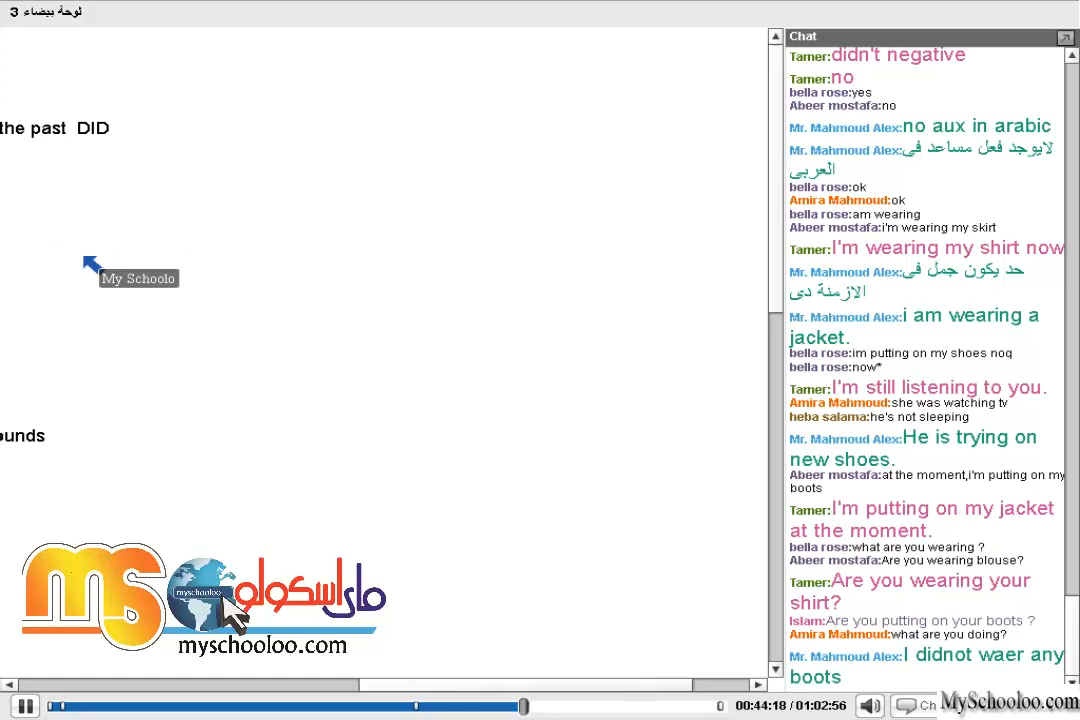 لوحة بيضاء 3
Chat
the past DID
ounds
My Schoolo
Tamer:didn't negative
Tamer:no
bella rose:yes
Abeer mostafa:no
Mr. Mahmoud Alex:no aux in arabic
Mr. Mahmoud Alex:لايوجد فعل مساعد فى
العربى
bella rose:ok
Amira Mahmoud:ok
bella rose:am wearing
Abeer mostafa:i'm wearing my skirt
Tamer:I'm wearing my shirt now
Mr. Mahmoud Alex:حد يكون جمل فى
الازمنة دى
Mr. Mahmoud Alex:i am wearing a
jacket.
bella rose:im putting on my shoes noq
bella rose:now*
Tamer:I'm still listening to you.
Amira Mahmoud:she was watching tv
heba salama:he's not sleeping
Mr. Mahmoud Alex:He is trying on
new shoes.
Abeer mostafa:at the moment,i'm putting on my
boots
Tamer:I'm putting on my jacket
at the moment.
bella rose:what are you wearing ?
Abeer mostafa:Are you wearing blouse?
Tamer:Are you wearing your
shirt?
Islam:Are you putting on your boots ?
Amira Mahmoud:what are you doing?
Mr. Mahmoud Alex:I didnot waer any
boots
ms
myschooloo
ماى اسكولو
myschooloo.com
00:44:18 / 01:02:56
Ch
MySchooloo.com